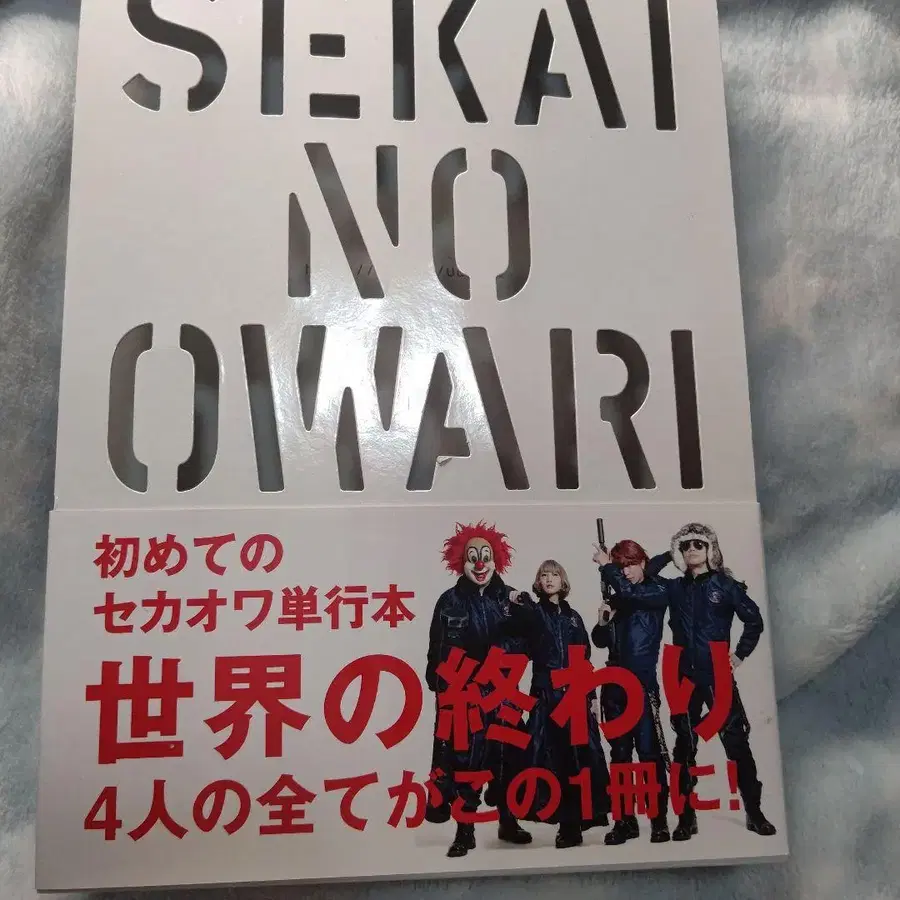 SEKAI
NO
OWARI
初めての
セカオワ単行本
世界の終わり
4人の全てがこの1冊に!